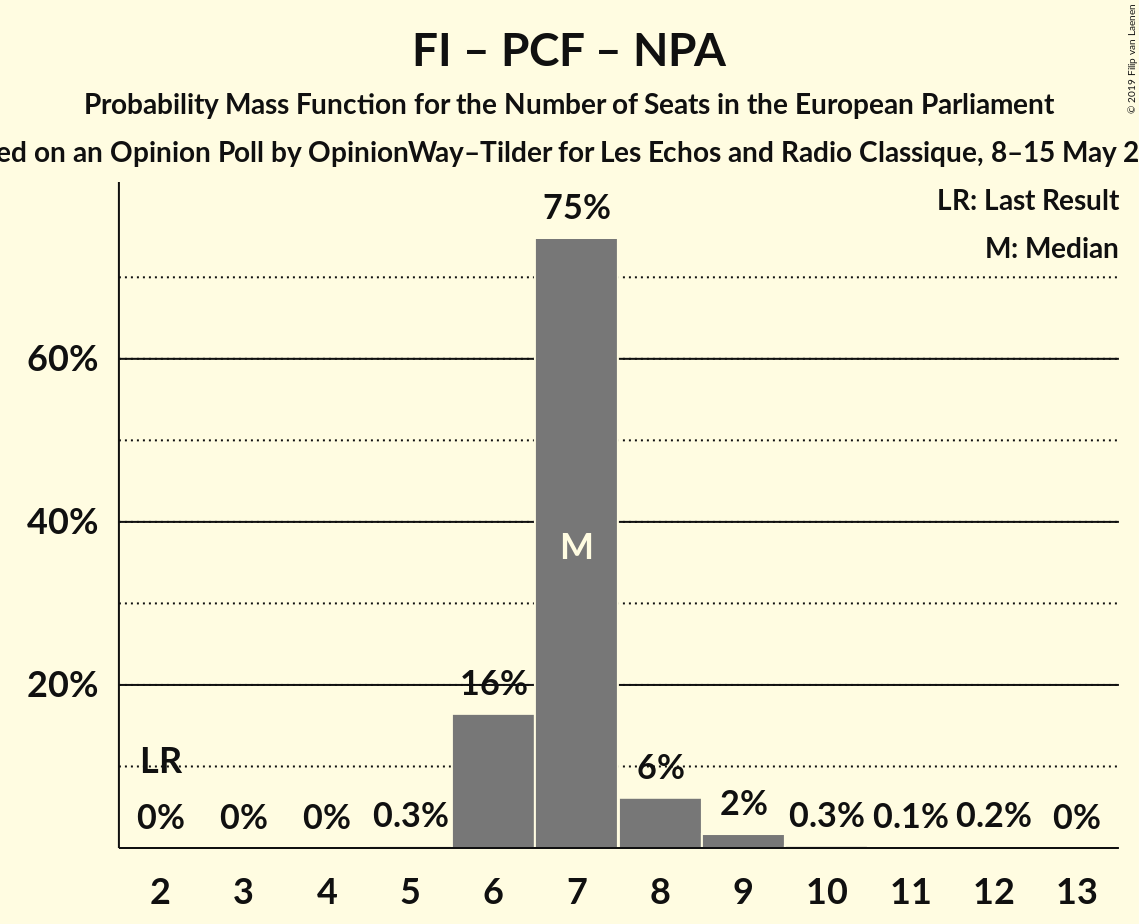 FI – PCF – NPA
Probability Mass Function for the Number of Seats in the European Parliament
ed on an Opinion Poll by OpinionWay–Tilder for Les Echos and Radio Classique, 8–15 May 2
© 2019 Filip van Laenen
LR: Last Result
M: Median
75%
60%
40%
M
20%
16%
LR
6%
2%
0% 0% 0% 0.3% 0.3% 0.1% 0.2% 0%
2 3 4 5 6 7 8 9 10 11 12 13